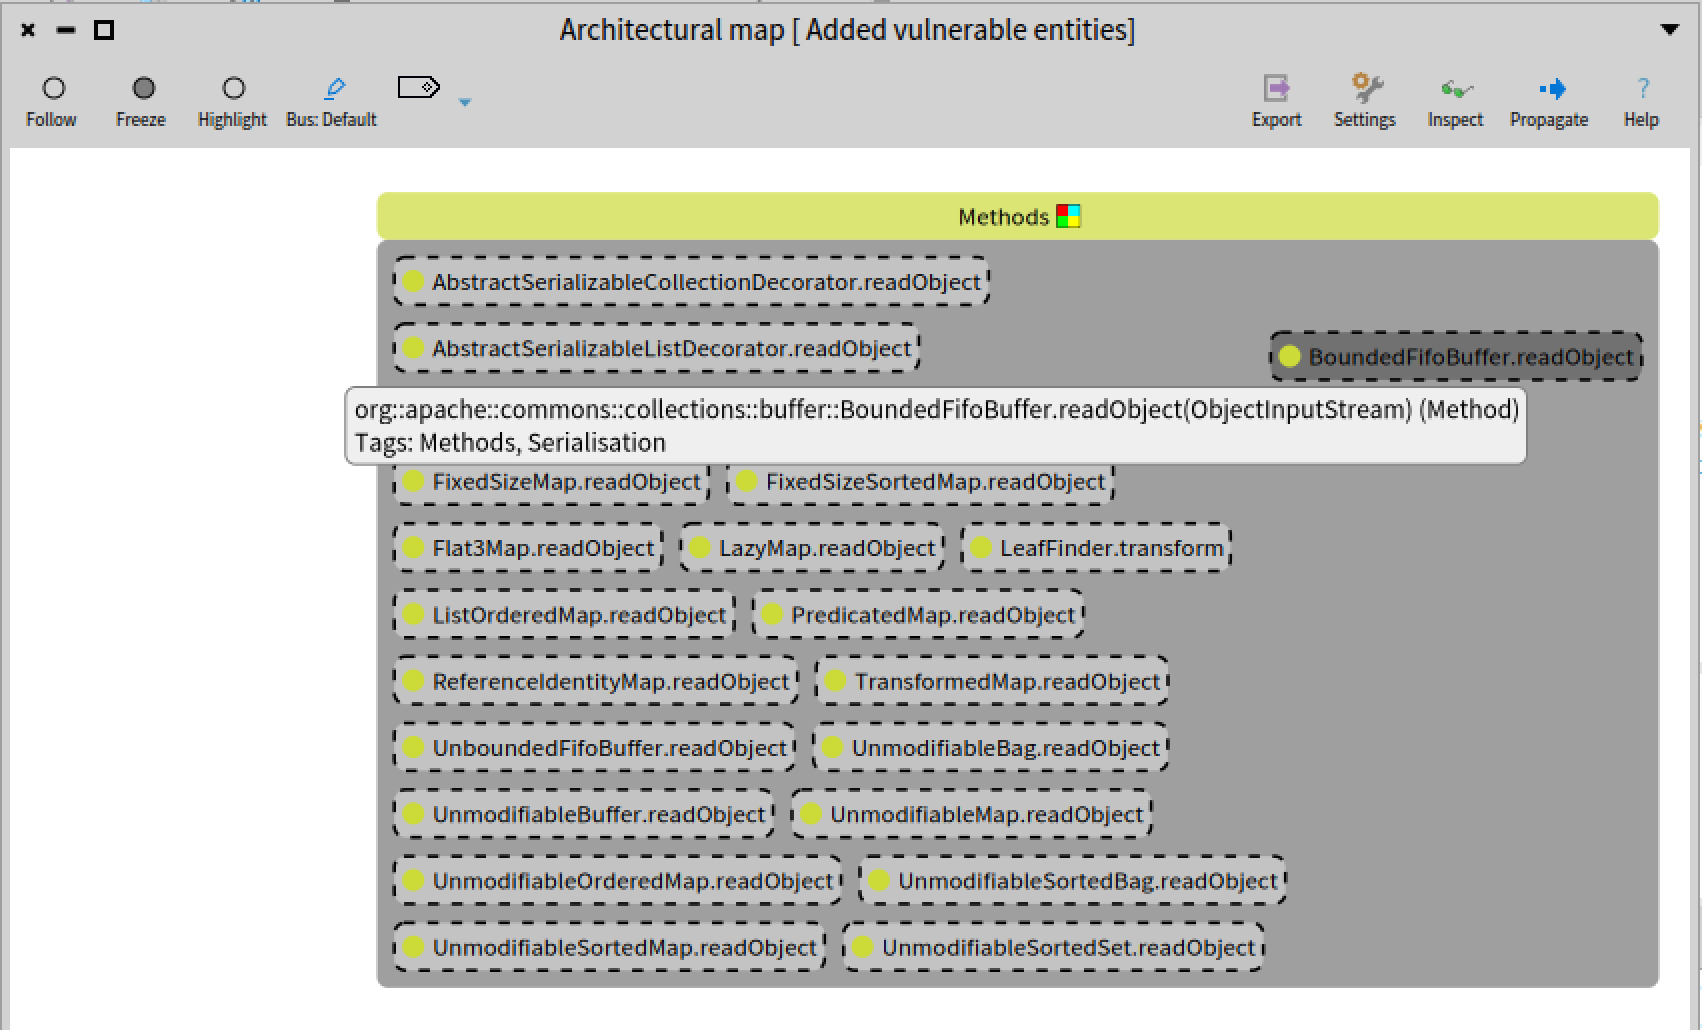 Architectural map [ Added vulnerable entities]
Follow Freeze Highlight Bus: Default Export Settings Inspect Propagate ? Help
Methods
AbstractSerializableCollectionDecorator.readObject
AbstractSerializableListDecorator.readObject BoundedFifoBuffer.readObject
org::apache::commons::collections::buffer::BoundedFifoBuffer.readObject(ObjectInputStream) (Method)
Tags: Methods, Serialisation
FixedSizeMap.readObject FixedSizeSortedMap.readObject
Flat3Map.readObject LazyMap.readObject LeafFinder.transform
ListOrderedMap.readObject PredicatedMap.readObject
ReferenceIdentityMap.readObject TransformedMap.readObject
UnboundedFifoBuffer.readObject UnmodifiableBag.readObject
UnmodifiableBuffer.readObject UnmodifiableMap.readObject
UnmodifiableOrderedMap.readObject UnmodifiableSortedBag.readObject
UnmodifiableSortedMap.readObject UnmodifiableSortedSet.readObject